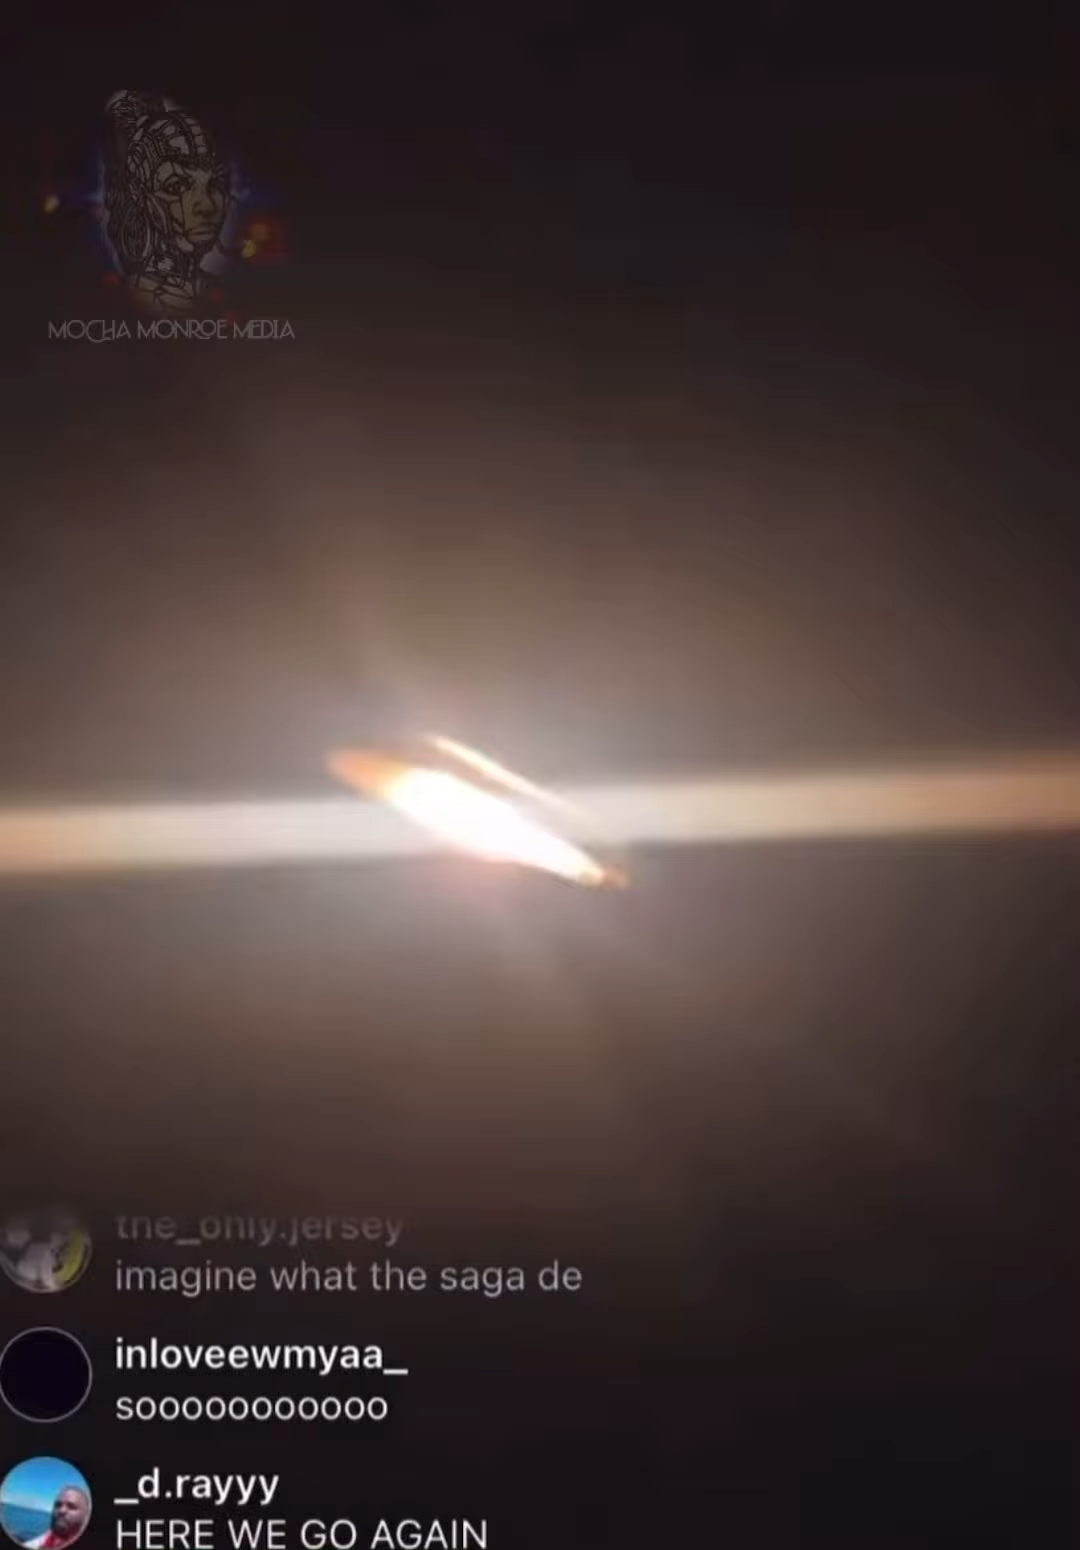 MOCHA MONROE MEDIA
the_only.jersey
imagine what the saga de
inloveewmyaa_
sooooooooooo
_d.rayyy
HERE WE GO AGAIN